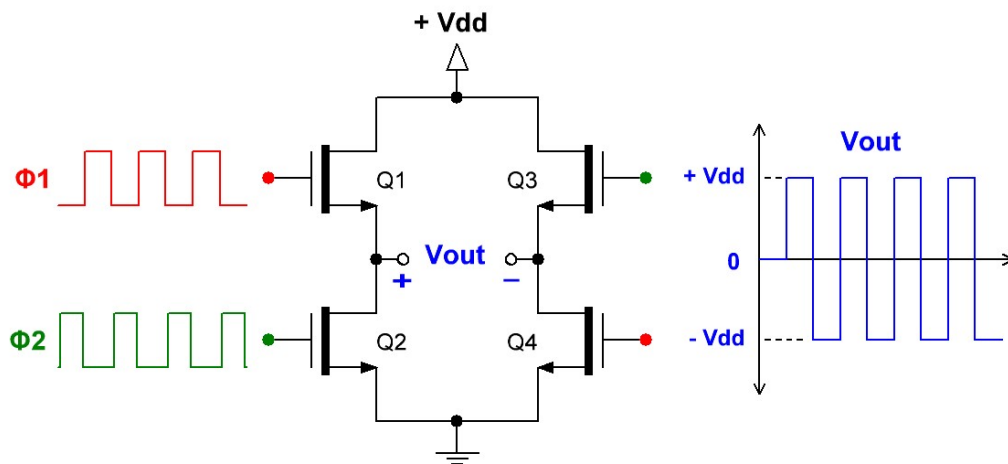 + Vdd
Φ1
Q1
Q3
+ Vdd
Vout
Vout
+
–
0
Φ2
Q2
Q4
- Vdd